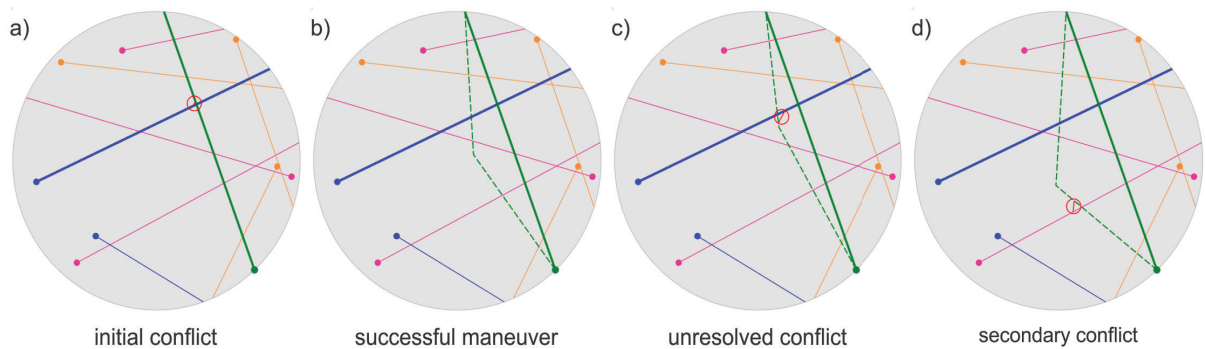 a)
b)
c)
d)
initial conflict
successful maneuver
unresolved conflict
secondary conflict